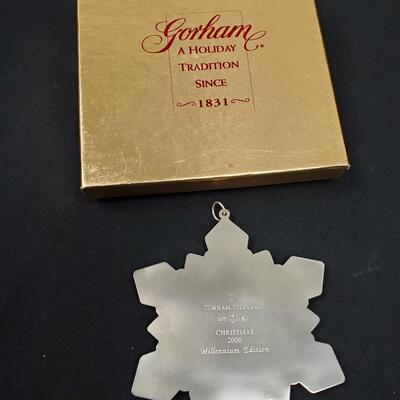 Gorham®
A HOLIDAY
TRADITION
SINCE
1831
GORHAM STERLING
CHRISTMAS
2000
Millennium Edition